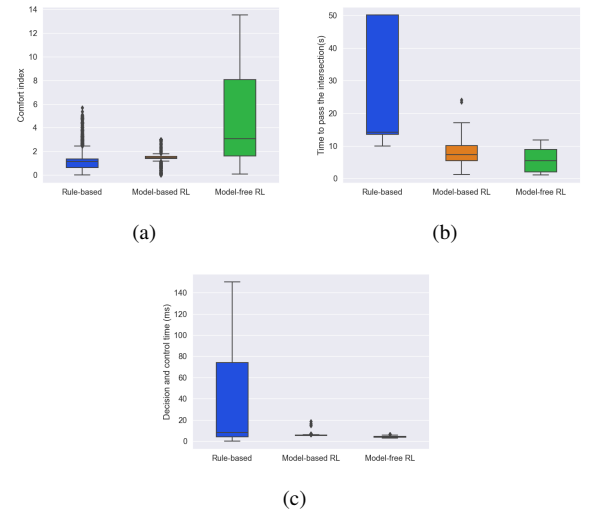 14
12
10
8
6
4
2
0
Comfort index
Rule-based Model-based RL Model-free RL
(a)
50
40
30
20
10
0
Time to pass the intersection(s)
Rule-based Model-based RL Model-free RL
(b)
140
120
100
80
60
40
20
0
Decision and control time (ms)
Rule-based Model-based RL Model-free RL
(c)